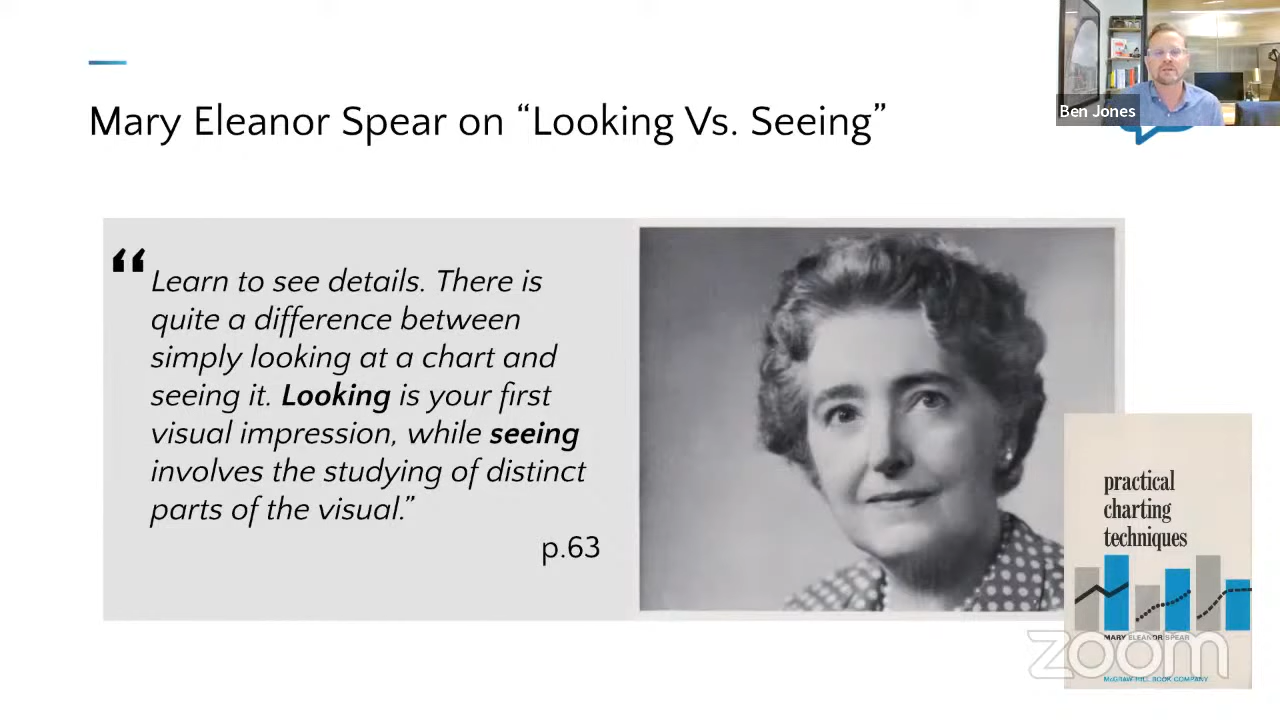 Mary Eleanor Spear on “Looking Vs. Seeing”
Ben Jones
“
Learn to see details. There is
quite a difference between
simply looking at a chart and
seeing it. Looking is your first
visual impression, while seeing
involves the studying of distinct
parts of the visual.”
p.63
practical
charting
techniques
MARY ELEANOR SPEAR
zoom
McGRAW-HILL BOOK COMPANY